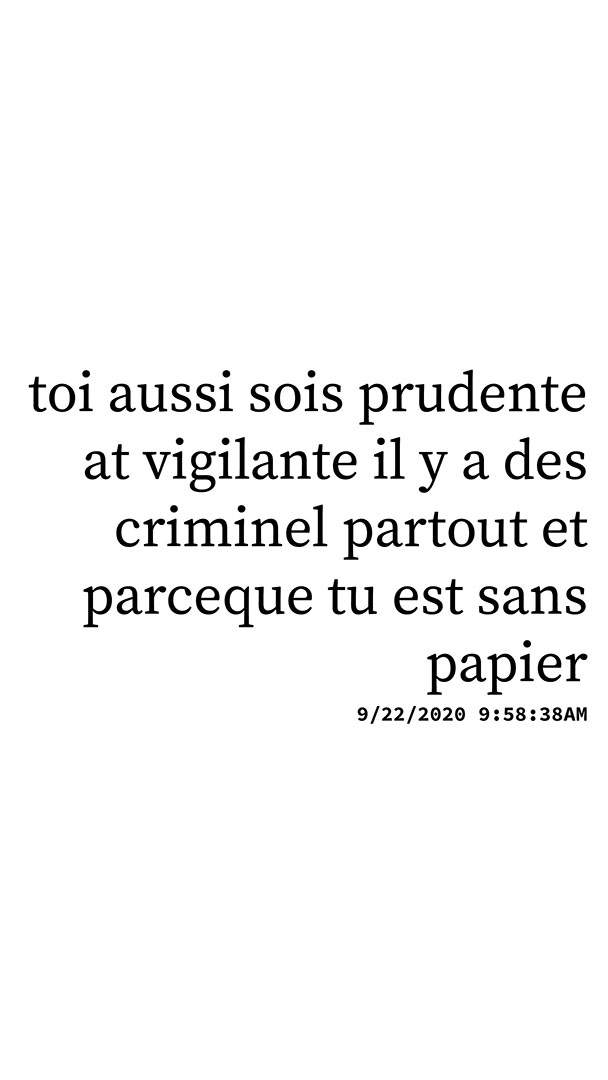 toi aussi sois prudente
at vigilante il y a des
criminel partout et
parceque tu est sans
papier
9/22/2020 9:58:38AM